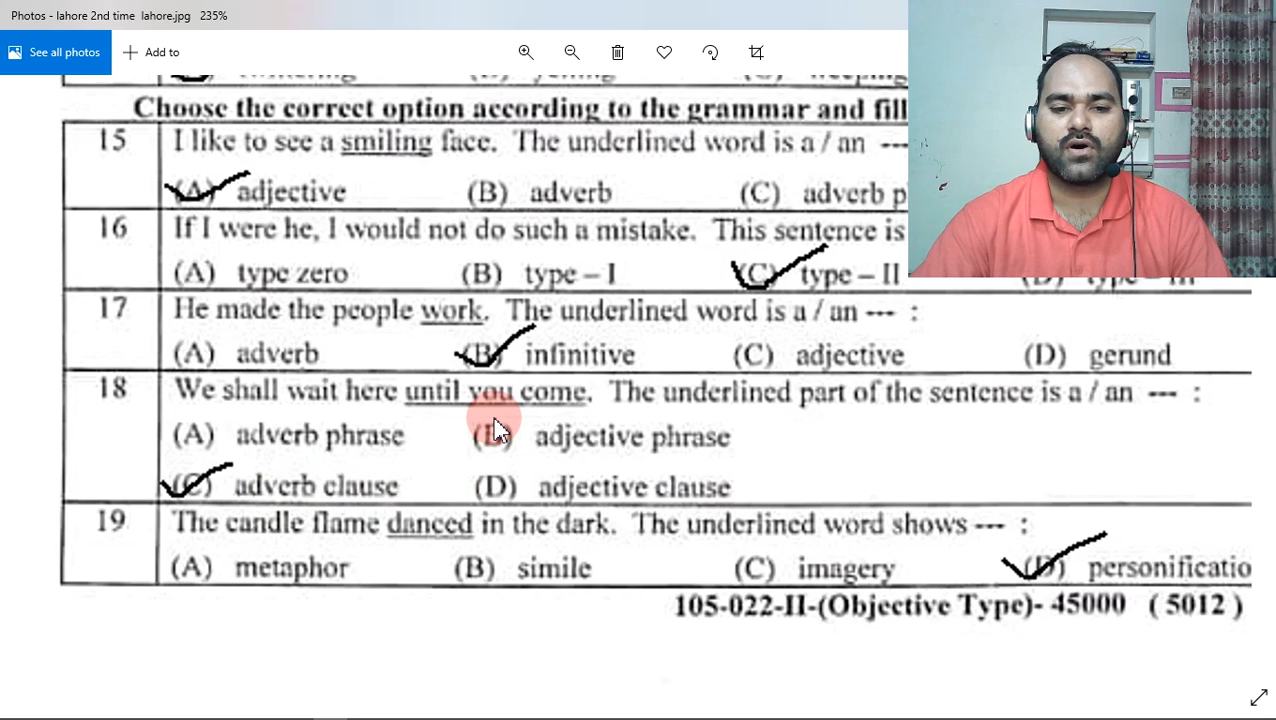 Photos - lahore 2nd time lahore.jpg 235%
See all photos
Add to
Choose the correct option according to the grammar and fill
15 I like to see a smiling face. The underlined word is a / an ---
(A) adjective (B) adverb (C) adverb p
16 If I were he, I would not do such a mistake. This sentence is
(A) type zero (B) type – I (C) type – II
17 He made the people work. The underlined word is a / an --- :
(A) adverb (B) infinitive (C) adjective (D) gerund
18 We shall wait here until you come. The underlined part of the sentence is a / an --- :
(A) adverb phrase (B) adjective phrase
(C) adverb clause (D) adjective clause
19 The candle flame danced in the dark. The underlined word shows --- :
(A) metaphor (B) simile (C) imagery (D) personificatio
105-022-II-(Objective Type)- 45000 ( 5012 )